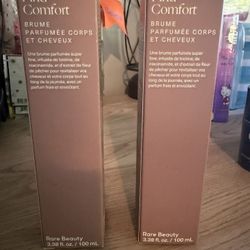 Find
Comfort
BRUME
PARFUMÉE CORPS
ET CHEVEUX
Une brume parfumée super
fine, infusée de biotine, de
niacinamide, et d'extrait de fleur
de pêcher pour revitaliser vos
cheveux et votre corps tout au
long de la journée, avec un
parfum frais et envoûtant.
Rare Beauty
3.38 fl. oz. / 100 mL
Comfort
BRUME
PARFUMÉE CORPS
ET CHEVEUX
Une brume parfumée super
fine, infusée de biotine, de
niacinamide, et d'extrait de fleur
de pêcher pour revitaliser vos
cheveux et votre corps tout au
long de la journée, avec un
parfum frais et envoûtant.
Rare Beauty
3.38 fl. oz. / 100 mL